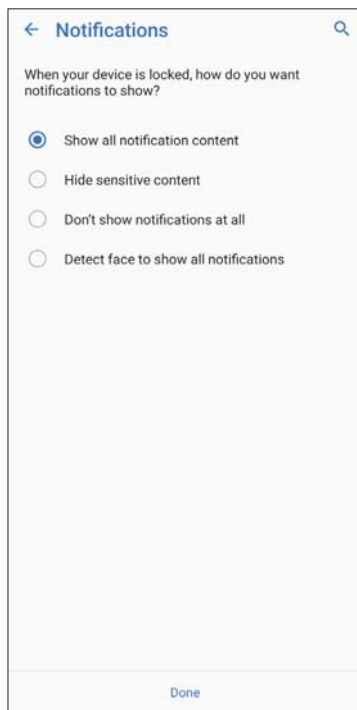 Notifications
When your device is locked, how do you want
notifications to show?
Show all notification content
Hide sensitive content
Don't show notifications at all
Detect face to show all notifications
Done